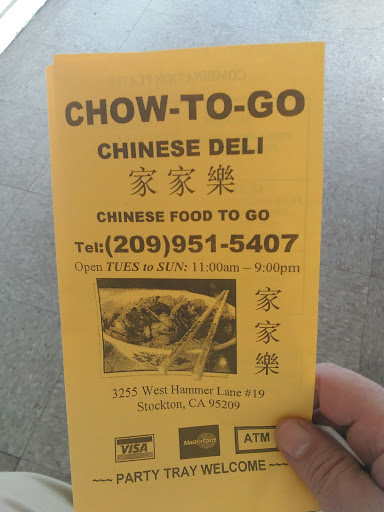 CHOW-TO-GO
CHINESE DELI
家家樂
CHINESE FOOD TO GO
Tel:(209)951-5407
Open TUES to SUN: 11:00am – 9:00pm
家家樂
3255 West Hammer Lane #19
Stockton, CA 95209
VISA
MasterCard
ATM
~~~ PARTY TRAY WELCOME ~~~